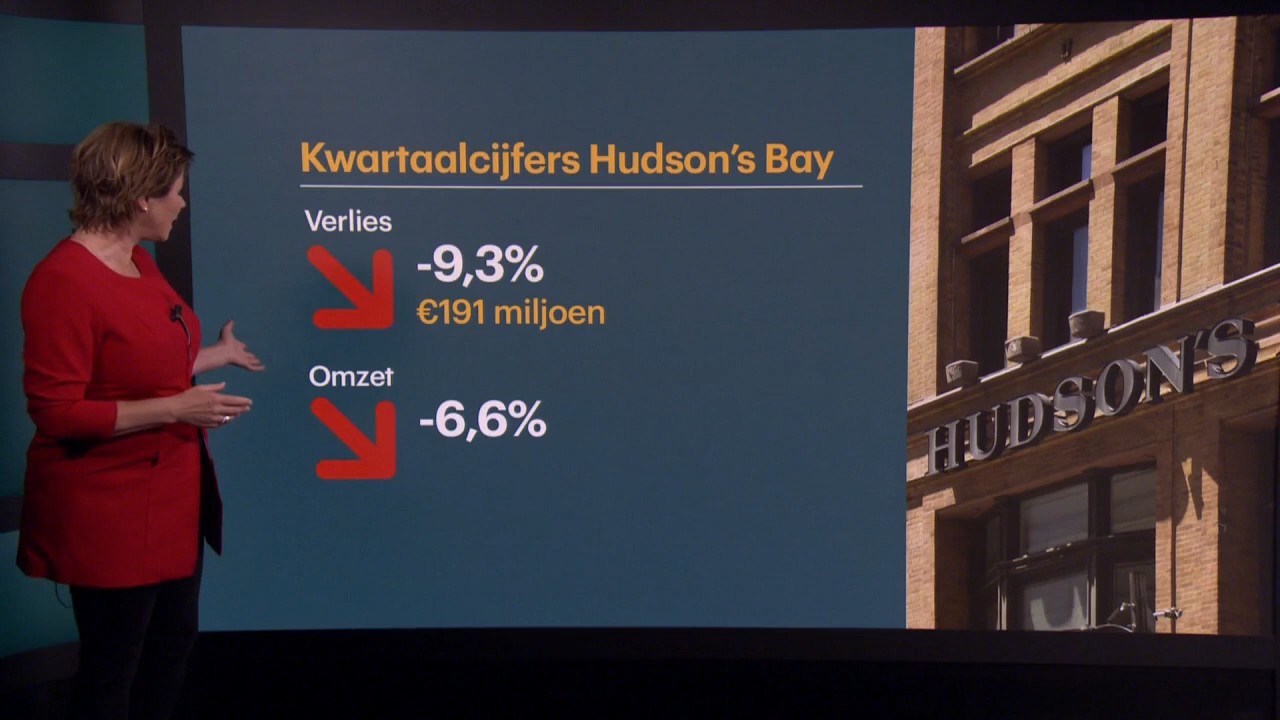 Kwartaalcijfers Hudson's Bay
Verlies
-9,3%
€191 miljoen
Omzet
-6,6%
HUDSON'S